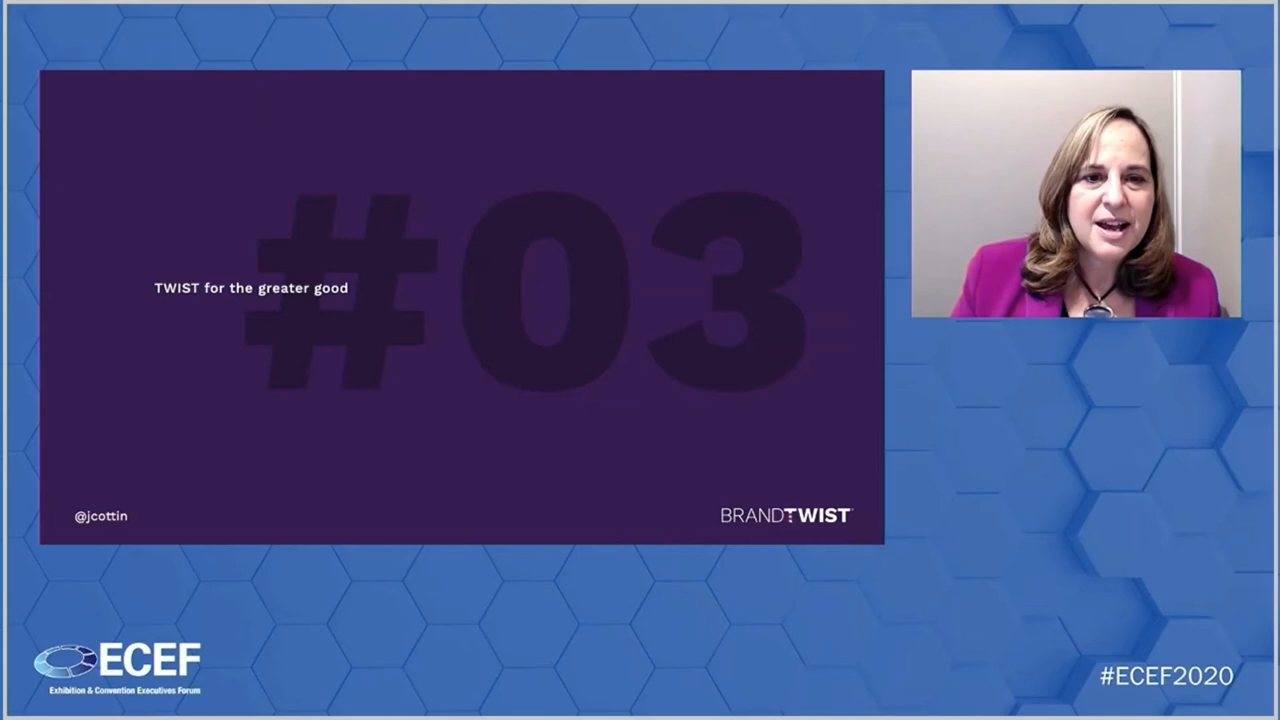 #03
TWIST for the greater good
@jcottin
BRANDTWIST
ECEF
Exhibition & Convention Executives Forum
#ECEF2020